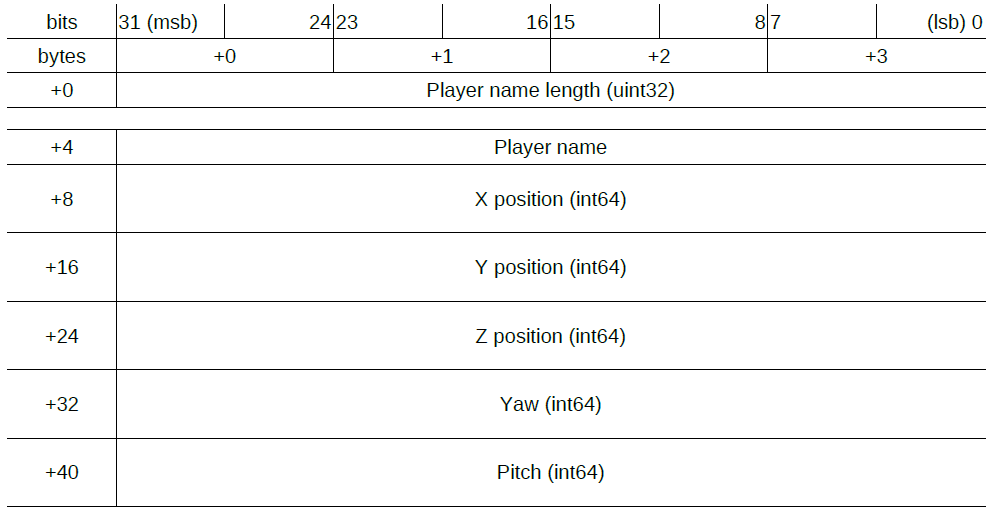 bits 31 (msb) 24 23 16 15 8 7 (lsb) 0
bytes +0 +1 +2 +3
+0 Player name length (uint32)
+4 Player name
+8 X position (int64)
+16 Y position (int64)
+24 Z position (int64)
+32 Yaw (int64)
+40 Pitch (int64)